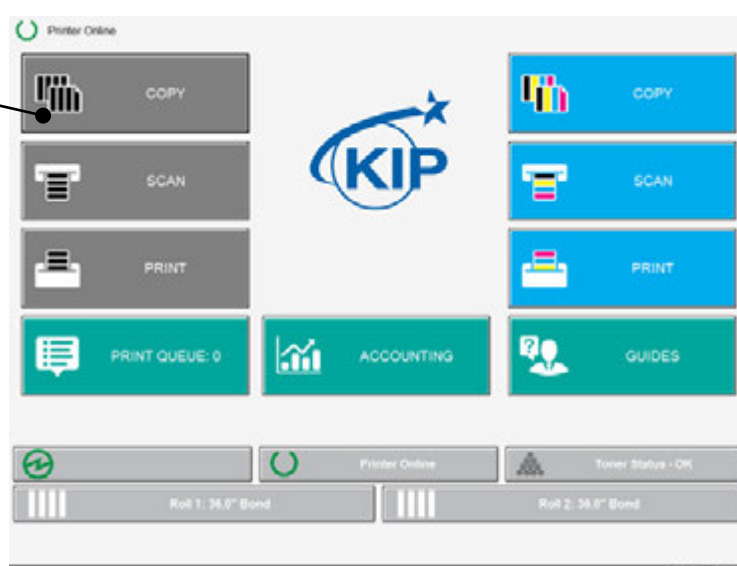 Printer Online
COPY
COPY
KIP
SCAN
SCAN
PRINT
PRINT
PRINT QUEUE: 0
ACCOUNTING
?
GUIDES
Printer Online
Toner Status - OK
Roll 1: 36.0" Bond
Roll 2: 36.0" Bond